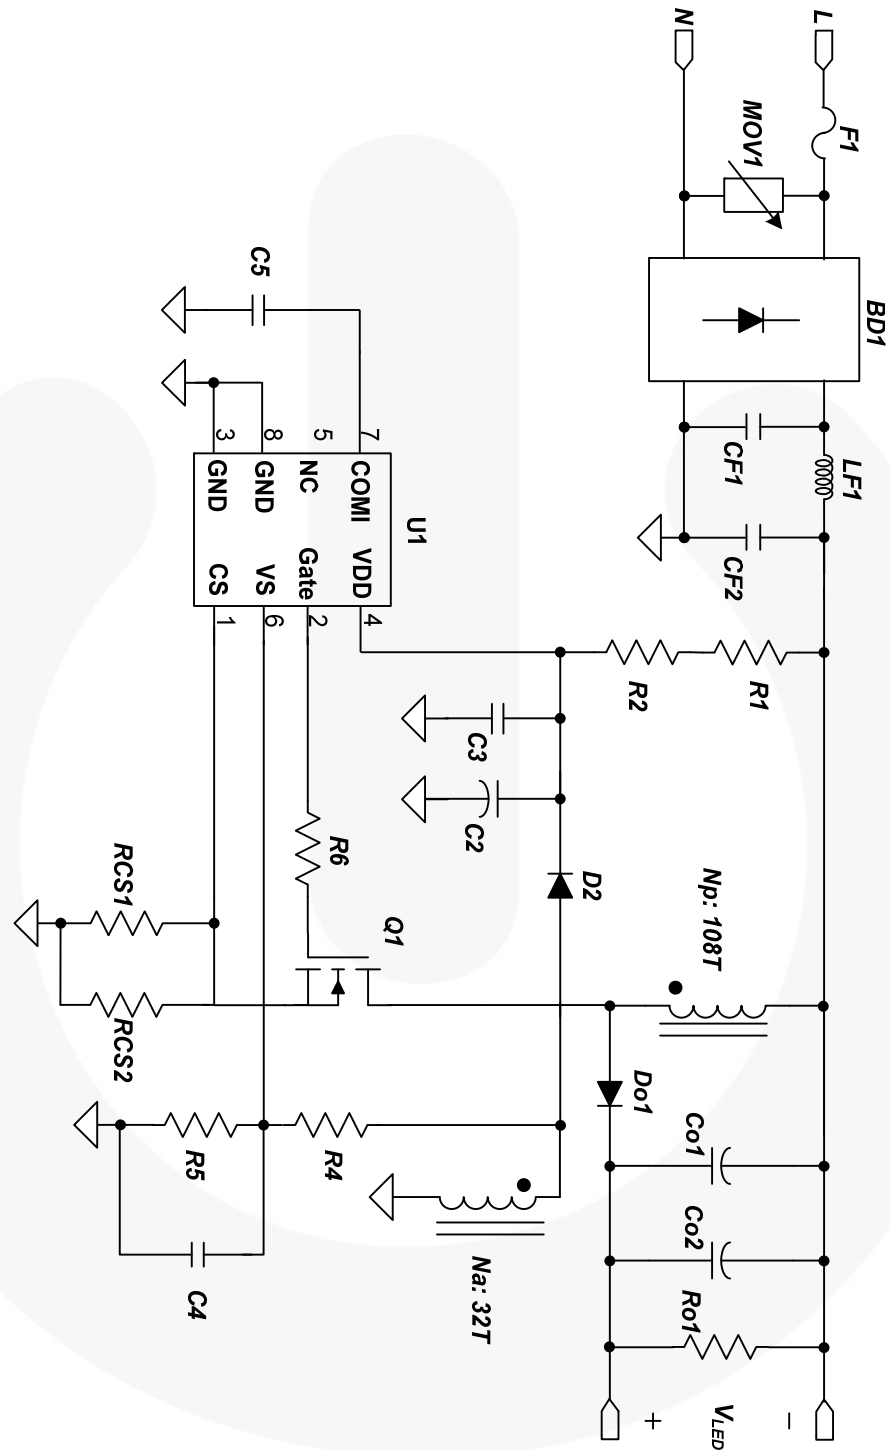 L
F1
N
MOV1
BD1
CF1
LF1
CF2
R1
R2
C5
3
8
5
7
GND
GND
NC
COMI
U1
CS
VS
Gate
VDD
1
6
2
4
C3
C2
D2
R6
Q1
RCS1
RCS2
Np: 108T
Do1
Co1
Co2
Ro1
R4
R5
C4
Na: 32T
+
VLED
−